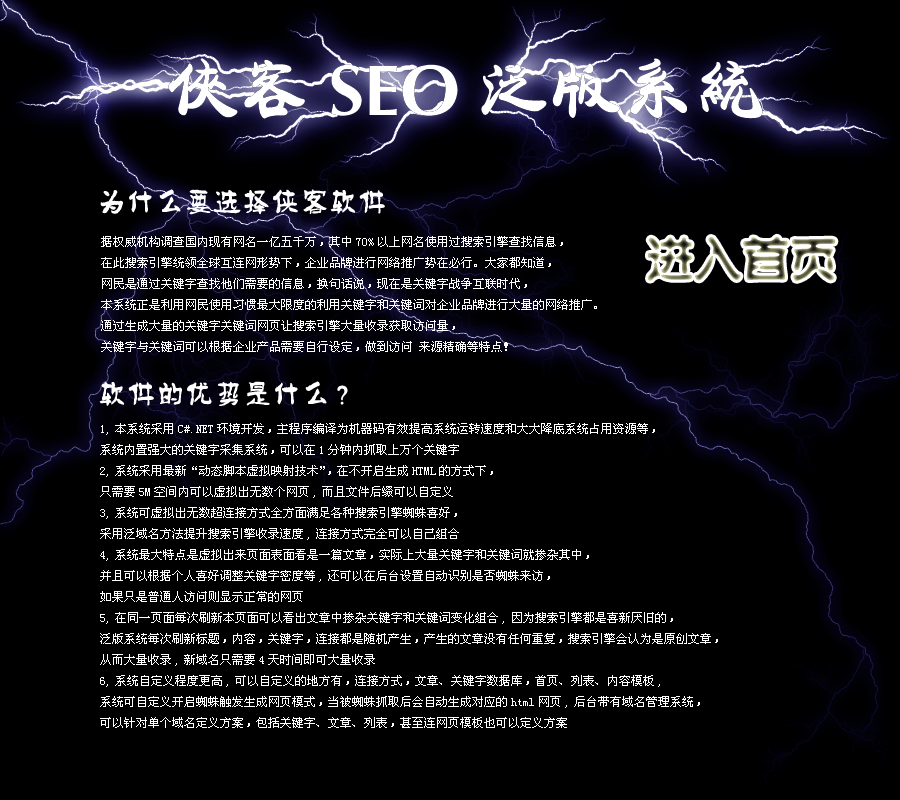 侠客 SEO 泛版系統
为什么要选择侠客软件
据权威机构调查国内现有网名一亿五千万，其中 70% 以上网名使用过搜索引擎查找信息，
在此搜索引擎统领全球互连网形势下，企业品牌进行网络推广势在必行。大家都知道，
网民是通过关键字查找他们需要的信息，换句话说，现在是关键字战争互联时代，
本系统正是利用网民使用习惯最大限度的利用关键字和关键词对企业品牌进行大量的网络推广。
通过生成大量的关键字关键词网页让搜索引擎大量收录获取访问量，
关键字与关键词可以根据企业产品需要自行设定，做到访问 来源精确等特点！
进入首页
软件的优势是什么？
1, 本系统采用 C#.NET 环境开发，主程序编译为机器码有效提高系统运转速度和大大降底系统占用资源等，
系统内置强大的关键字采集系统，可以在 1 分钟内抓取上万个关键字
2, 系统采用最新“动态脚本虚拟映射技术”，在不开启生成 HTML 的方式下，
只需要 5M 空间内可以虚拟出无数个网页，而且文件后缀可以自定义
3, 系统可虚拟出无数超连接方式全方面满足各种搜索引擎蜘蛛喜好，
采用泛域名方法提升搜索引擎收录速度，连接方式完全可以自己组合
4, 系统最大特点是虚拟出来页面表面看是一篇文章，实际上大量关键字和关键词就掺杂其中，
并且可以根据个人喜好调整关键字密度等，还可以在后台设置自动识别是否蜘蛛来访，
如果只是普通人访问则显示正常的网页
5, 在同一页面每次刷新本页面可以看出文章中掺杂关键字和关键词变化组合，因为搜索引擎都是喜新厌旧的，
泛版系统每次刷新标题，内容，关键字，连接都是随机产生，产生的文章没有任何重复，搜索引擎会认为是原创文章，
从而大量收录，新域名只需要 4 天时间即可大量收录
6, 系统自定义程度更高，可以自定义的地方有，连接方式，文章、关键字数据库，首页、列表、内容模板，
系统可自定义开启蜘蛛触发生成网页模式，当被蜘蛛抓取后会自动生成对应的 html 网页，后台带有域名管理系统，
可以针对单个域名定义方案，包括关键字、文章、列表，甚至连网页模板也可以定义方案